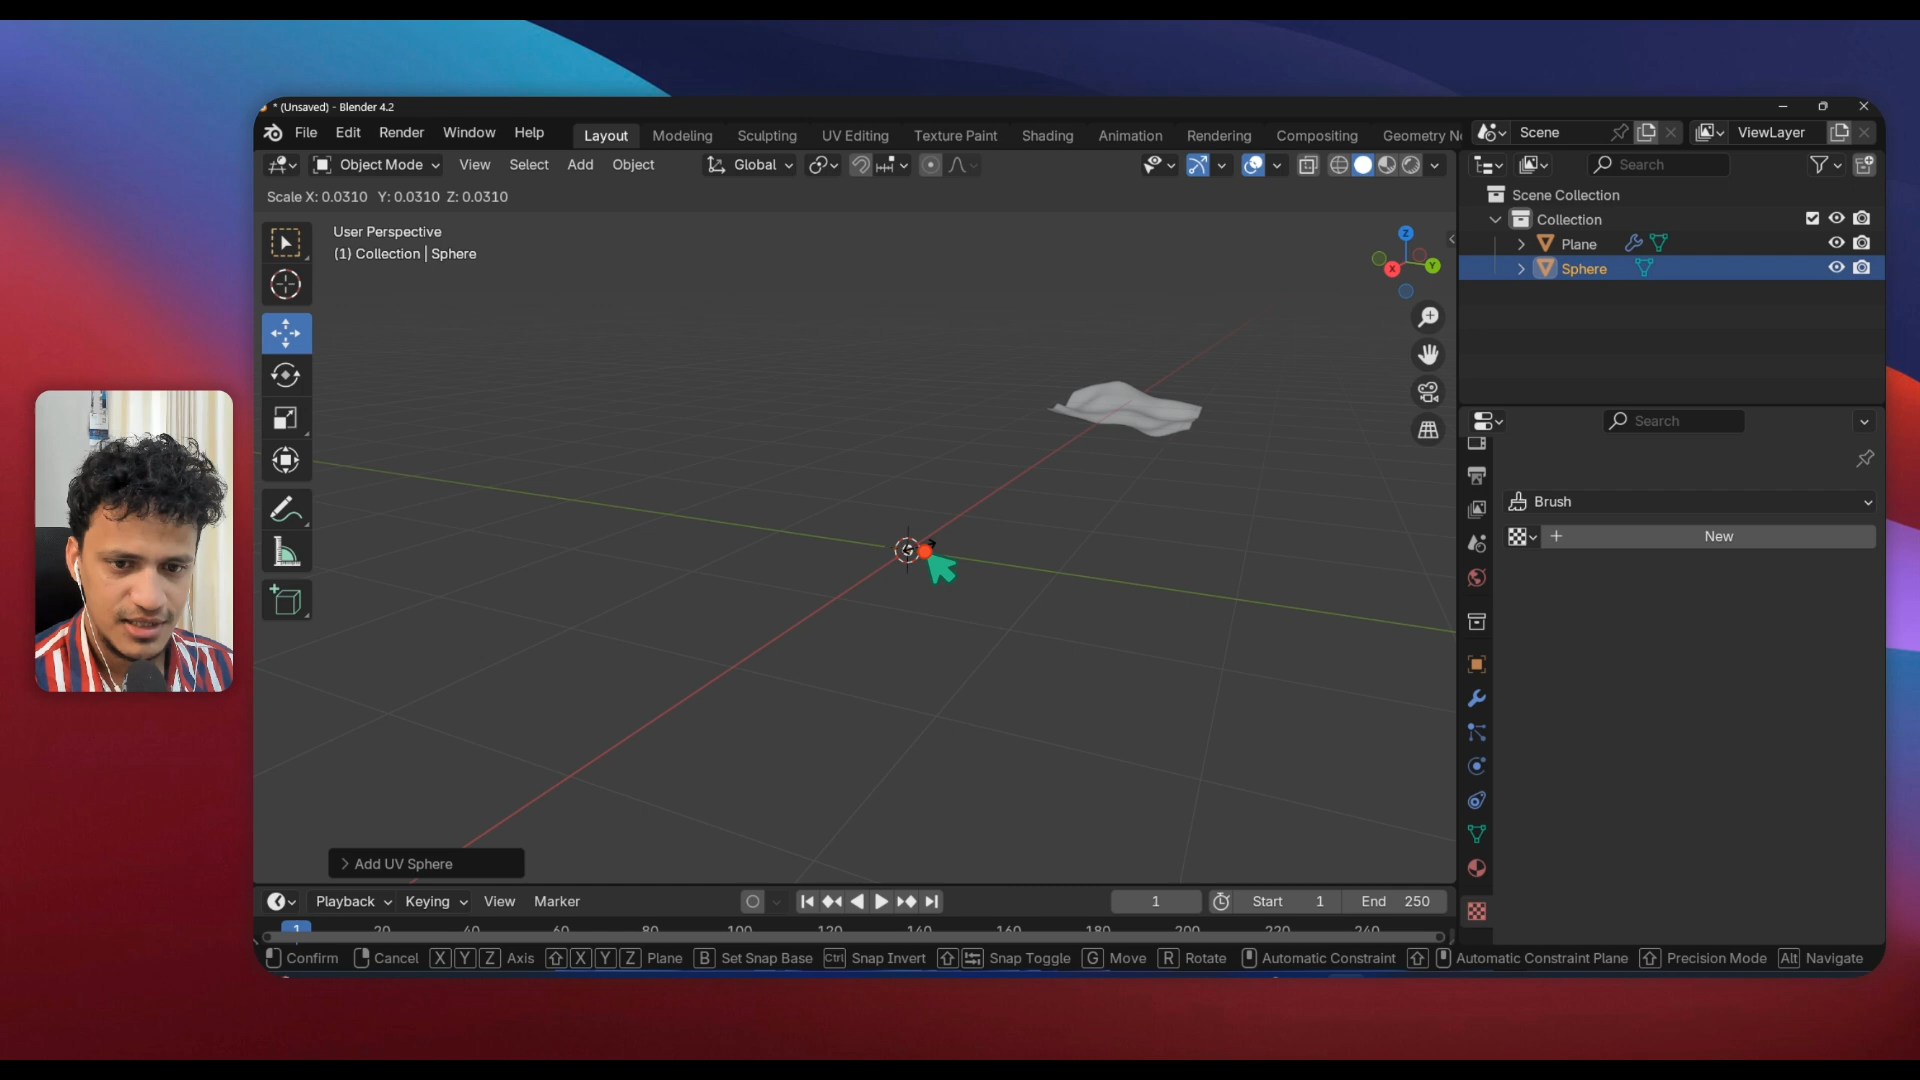 * (Unsaved) - Blender 4.2
File Edit Render Window Help
Layout Modeling Sculpting UV Editing Texture Paint Shading Animation Rendering Compositing Geometry No
Scene ViewLayer
Object Mode View Select Add Object Global
Search
Scale X: 0.0310 Y: 0.0310 Z: 0.0310
Scene Collection
Collection
User Perspective
(1) Collection | Sphere
Plane
Sphere
Z
X
Y
Search
Brush
New
Add UV Sphere
Playback Keying View Marker
1
Start 1
End 250
1 20 40 60 80 100 120 140 160 180 200 220 240
Confirm Cancel X Y Z Axis X Y Z Plane B Set Snap Base Ctrl Snap Invert Snap Toggle G Move R Rotate Automatic Constraint Automatic Constraint Plane Precision Mode Alt Navigate